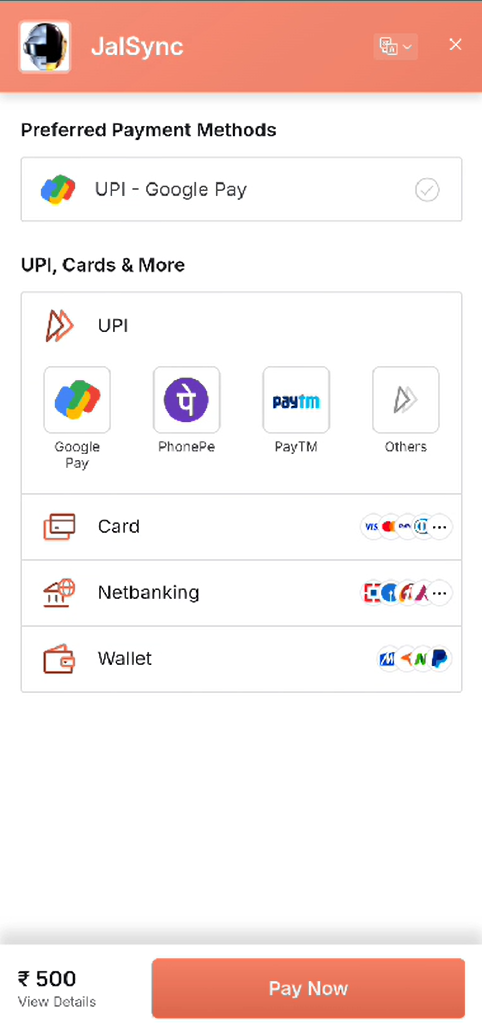 JalSync
Preferred Payment Methods
UPI - Google Pay
UPI, Cards & More
UPI
Google
Pay
PhonePe
PayTM
Others
पे
paytm
Card
VISA
Netbanking
Wallet
₹ 500
View Details
Pay Now